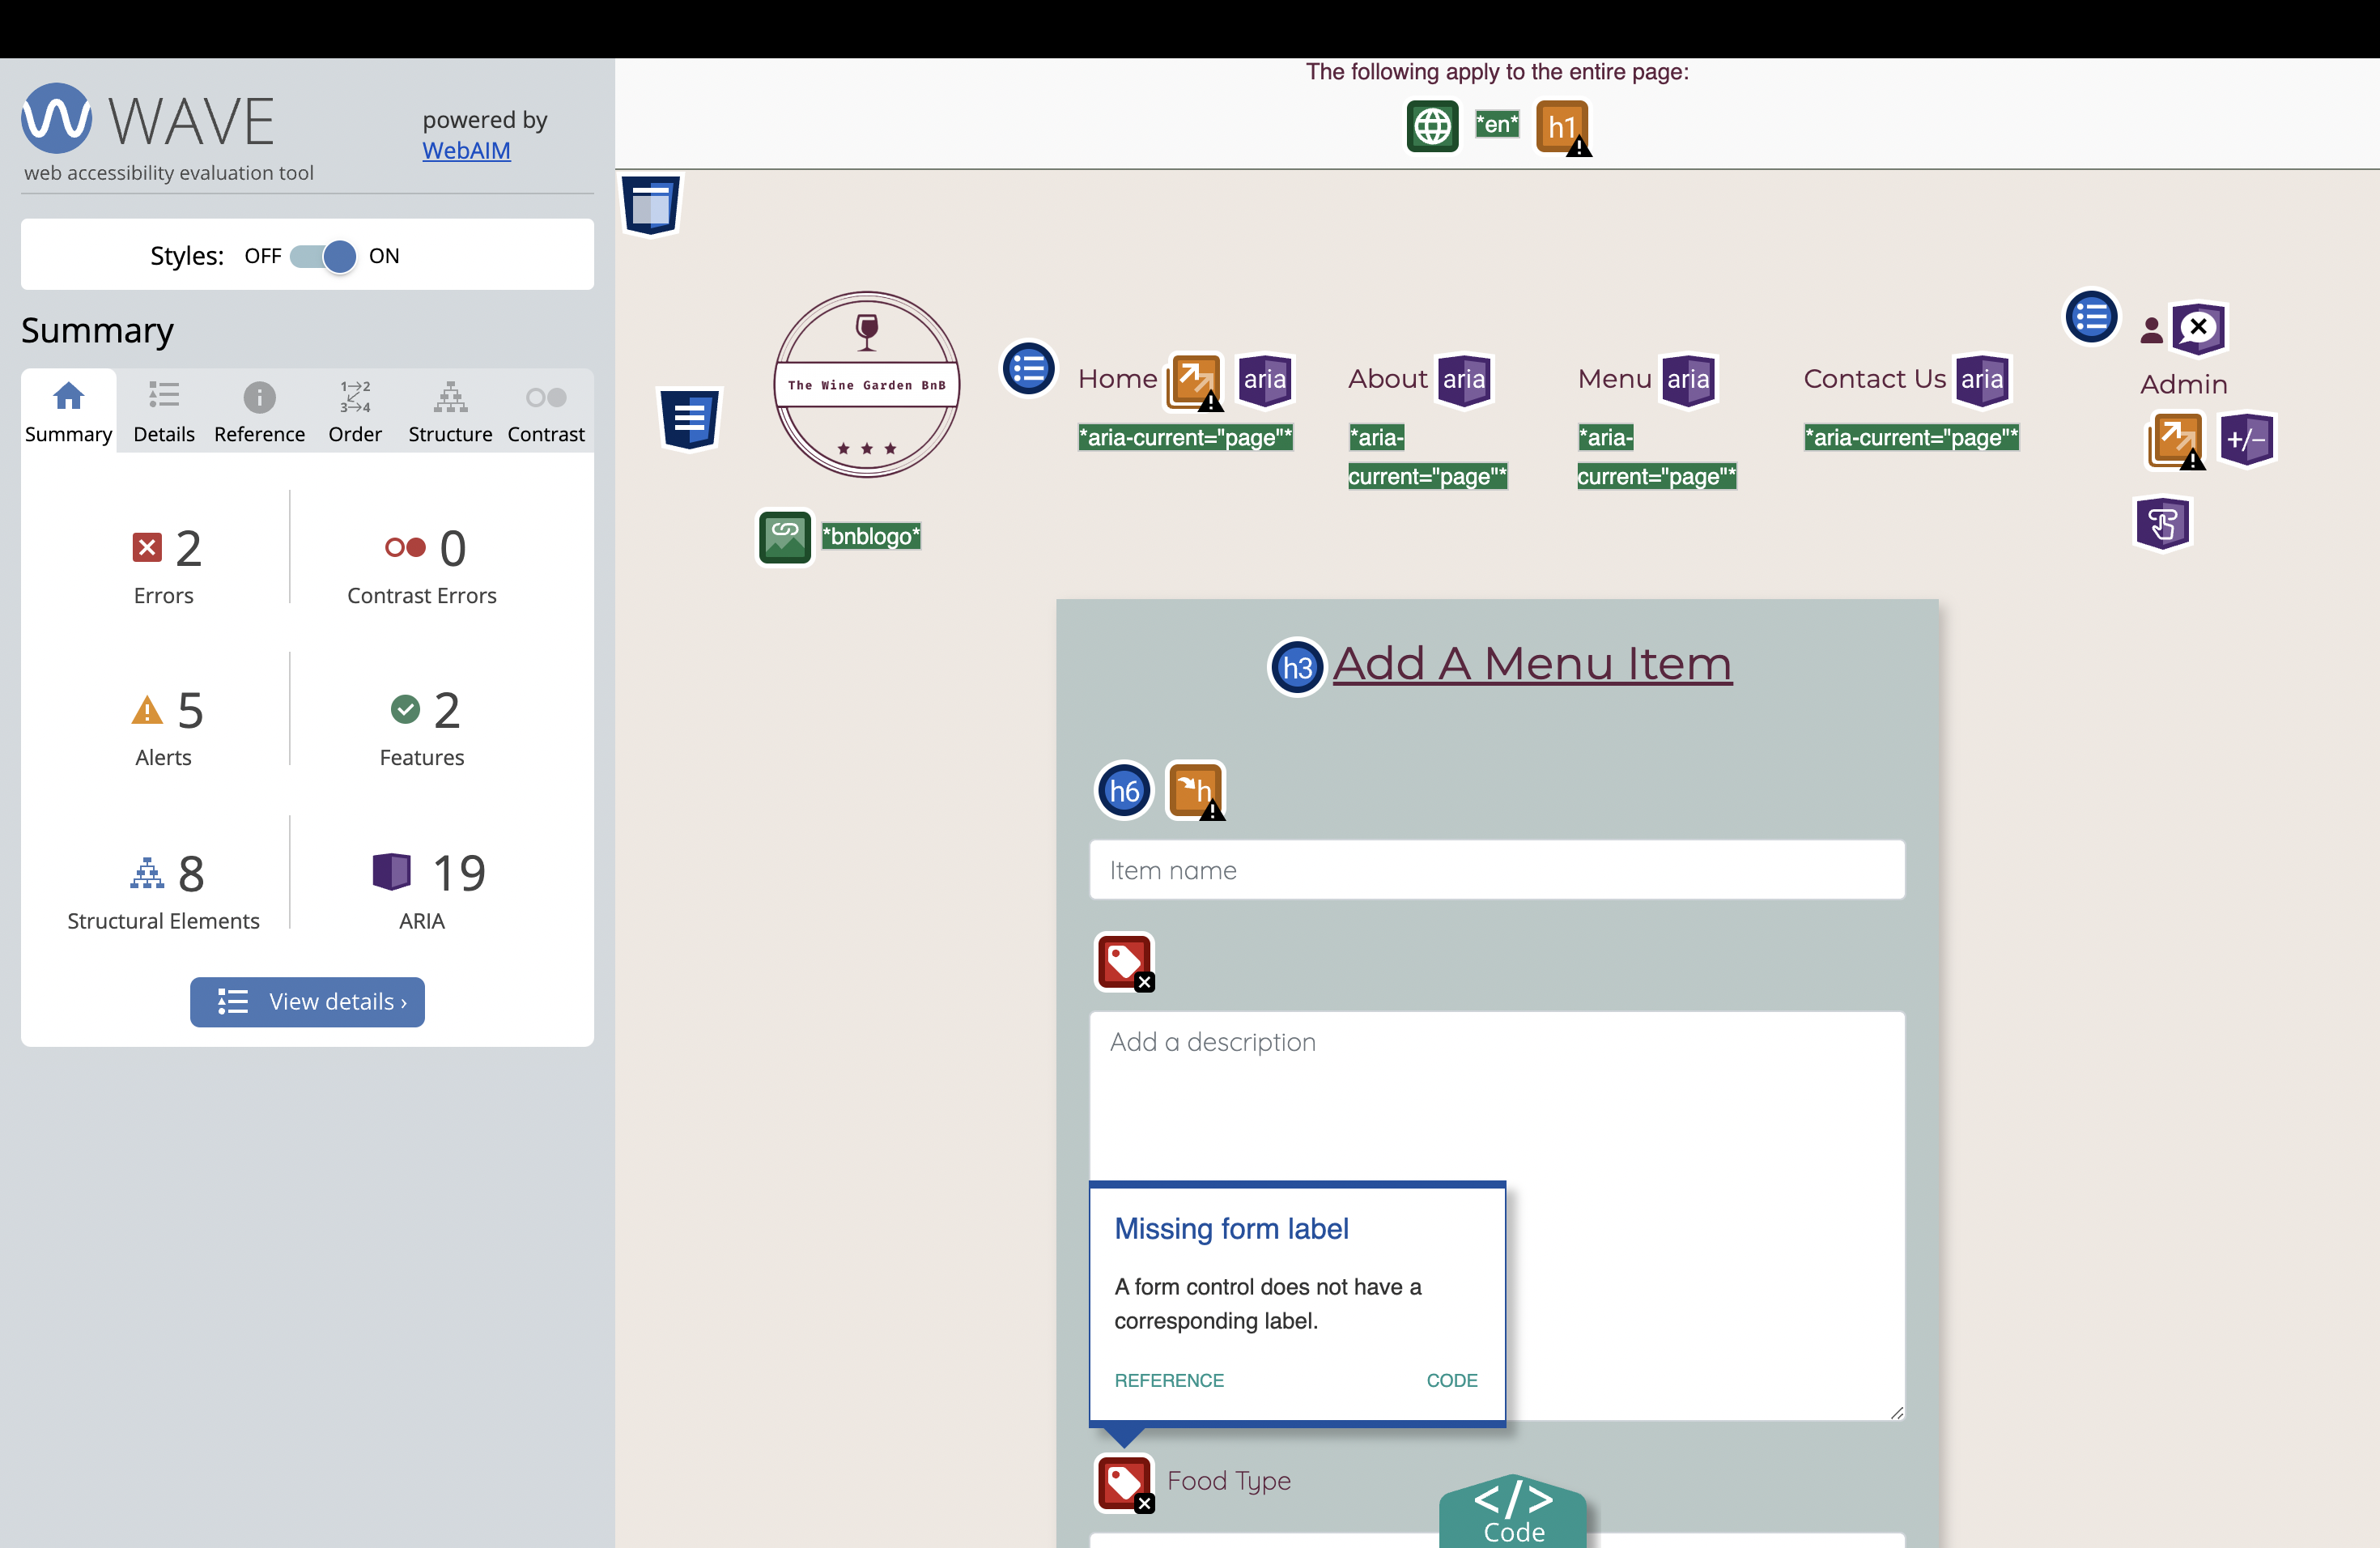 WAVE
powered by
WebAIM
web accessibility evaluation tool
Styles: OFF ON
Summary
1 2
3 4
Summary Details Reference Order Structure Contrast
2
Errors
0
Contrast Errors
5
Alerts
2
Features
8
Structural Elements
19
ARIA
View details ›
The following apply to the entire page:
*en* h1
The Wine Garden BnB
*bnblogo*
Home aria
*aria-current="page"*
About aria
*aria-
current="page"*
Menu aria
*aria-
current="page"*
Contact Us aria
*aria-current="page"*
Admin
+/−
h3 Add A Menu Item
h6 h
Item name
Add a description
Missing form label
A form control does not have a
corresponding label.
REFERENCE CODE
Food Type
</>
Code